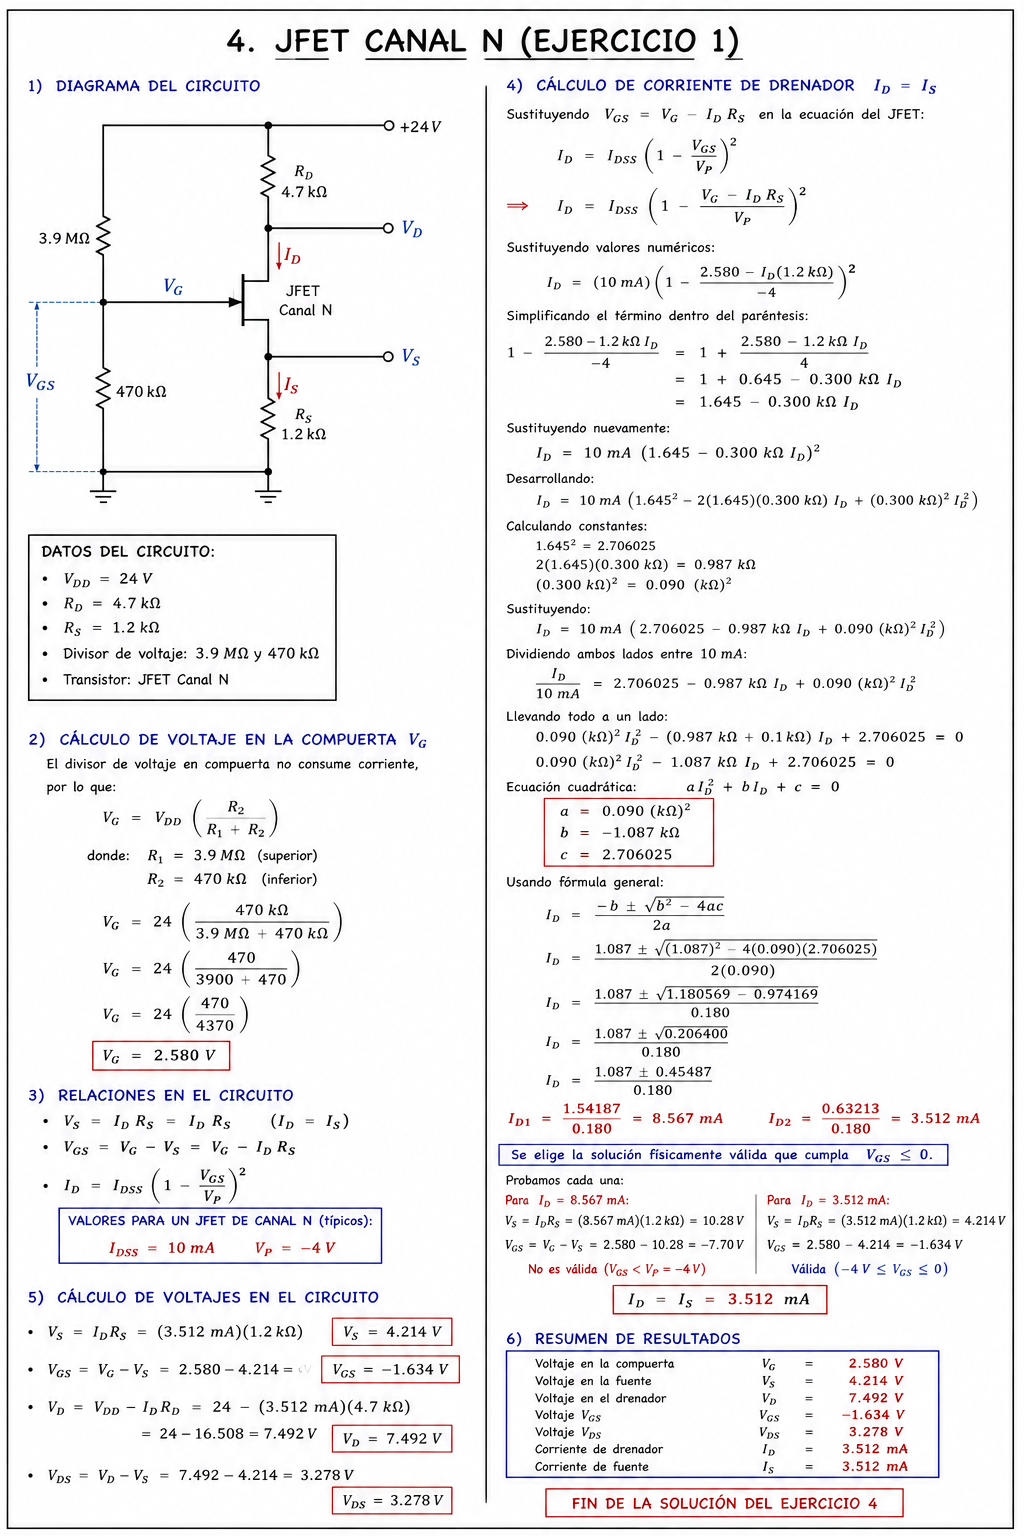 4. JFET CANAL N (EJERCICIO 1)
1) DIAGRAMA DEL CIRCUITO
+24 V
R_D
4.7 kΩ
V_D
3.9 MΩ
I_D
V_G
JFET
Canal N
V_S
V_GS
470 kΩ
I_S
R_S
1.2 kΩ
DATOS DEL CIRCUITO:
• V_DD = 24 V
• R_D = 4.7 kΩ
• R_S = 1.2 kΩ
• Divisor de voltaje: 3.9 MΩ y 470 kΩ
• Transistor: JFET Canal N
2) CÁLCULO DE VOLTAJE EN LA COMPUERTA V_G
El divisor de voltaje en compuerta no consume corriente,
por lo que:
V_G = V_DD (R_2 / (R_1 + R_2))
donde: R_1 = 3.9 MΩ (superior)
R_2 = 470 kΩ (inferior)
V_G = 24 (470 kΩ / (3.9 MΩ + 470 kΩ))
V_G = 24 (470 / (3900 + 470))
V_G = 24 (470 / 4370)
V_G = 2.580 V
3) RELACIONES EN EL CIRCUITO
• V_S = I_D R_S = I_D R_S (I_D = I_S)
• V_GS = V_G − V_S = V_G − I_D R_S
• I_D = I_DSS (1 − V_GS / V_P)²
VALORES PARA UN JFET DE CANAL N (típicos):
I_DSS = 10 mA V_P = −4 V
5) CÁLCULO DE VOLTAJES EN EL CIRCUITO
• V_S = I_D R_S = (3.512 mA)(1.2 kΩ) V_S = 4.214 V
• V_GS = V_G − V_S = 2.580 − 4.214 = V_GS = −1.634 V
• V_D = V_DD − I_D R_D = 24 − (3.512 mA)(4.7 kΩ)
= 24 − 16.508 = 7.492 V V_D = 7.492 V
• V_DS = V_D − V_S = 7.492 − 4.214 = 3.278 V
V_DS = 3.278 V
4) CÁLCULO DE CORRIENTE DE DRENADOR I_D = I_S
Sustituyendo V_GS = V_G − I_D R_S en la ecuación del JFET:
I_D = I_DSS (1 − V_GS / V_P)²
⟹ I_D = I_DSS (1 − (V_G − I_D R_S) / V_P)²
Sustituyendo valores numéricos:
I_D = (10 mA) (1 − (2.580 − I_D(1.2 kΩ)) / −4)²
Simplificando el término dentro del paréntesis:
1 − (2.580 − 1.2 kΩ I_D) / −4 = 1 + (2.580 − 1.2 kΩ I_D) / 4
= 1 + 0.645 − 0.300 kΩ I_D
= 1.645 − 0.300 kΩ I_D
Sustituyendo nuevamente:
I_D = 10 mA (1.645 − 0.300 kΩ I_D)²
Desarrollando:
I_D = 10 mA (1.645² − 2(1.645)(0.300 kΩ) I_D + (0.300 kΩ)² I_D²)
Calculando constantes:
1.645² = 2.706025
2(1.645)(0.300 kΩ) = 0.987 kΩ
(0.300 kΩ)² = 0.090 (kΩ)²
Sustituyendo:
I_D = 10 mA (2.706025 − 0.987 kΩ I_D + 0.090 (kΩ)² I_D²)
Dividiendo ambos lados entre 10 mA:
I_D / 10 mA = 2.706025 − 0.987 kΩ I_D + 0.090 (kΩ)² I_D²
Llevando todo a un lado:
0.090 (kΩ)² I_D² − (0.987 kΩ + 0.1 kΩ) I_D + 2.706025 = 0
0.090 (kΩ)² I_D² − 1.087 kΩ I_D + 2.706025 = 0
Ecuación cuadrática: a I_D² + b I_D + c = 0
a = 0.090 (kΩ)²
b = −1.087 kΩ
c = 2.706025
Usando fórmula general:
I_D = (−b ± √(b² − 4ac)) / 2a
I_D = (1.087 ± √((1.087)² − 4(0.090)(2.706025))) / 2(0.090)
I_D = (1.087 ± √(1.180569 − 0.974169)) / 0.180
I_D = (1.087 ± √0.206400) / 0.180
I_D = (1.087 ± 0.45487) / 0.180
I_D1 = 1.54187 / 0.180 = 8.567 mA I_D2 = 0.63213 / 0.180 = 3.512 mA
Se elige la solución físicamente válida que cumpla V_GS ≤ 0.
Probamos cada una:
Para I_D = 8.567 mA:
V_S = I_D R_S = (8.567 mA)(1.2 kΩ) = 10.28 V
V_GS = V_G − V_S = 2.580 − 10.28 = −7.70 V
No es válida (V_GS < V_P = −4 V)
Para I_D = 3.512 mA:
V_S = I_D R_S = (3.512 mA)(1.2 kΩ) = 4.214 V
V_GS = 2.580 − 4.214 = −1.634 V
Válida (−4 V ≤ V_GS ≤ 0)
I_D = I_S = 3.512 mA
6) RESUMEN DE RESULTADOS
Voltaje en la compuerta V_G = 2.580 V
Voltaje en la fuente V_S = 4.214 V
Voltaje en el drenador V_D = 7.492 V
Voltaje V_GS V_GS = −1.634 V
Voltaje V_DS V_DS = 3.278 V
Corriente de drenador I_D = 3.512 mA
Corriente de fuente I_S = 3.512 mA
FIN DE LA SOLUCIÓN DEL EJERCICIO 4